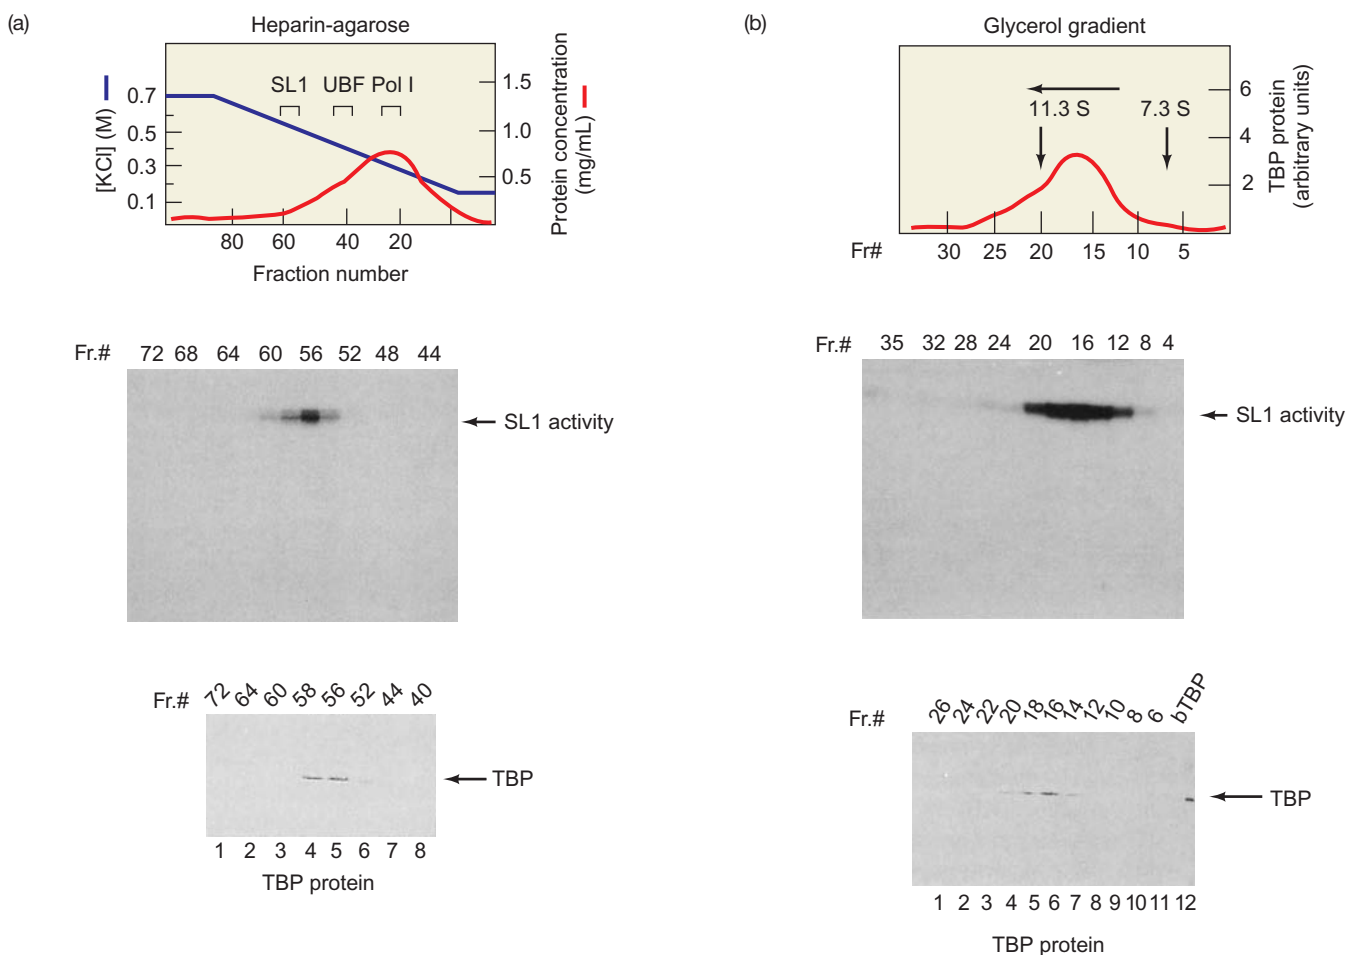 (a)
Heparin-agarose
[KCl] (M)
0.7
0.5
0.3
0.1
SL1 UBF Pol I
1.5
1.0
0.5
Protein concentration
(mg/mL)
80 60 40 20
Fraction number
Fr.# 72 68 64 60 56 52 48 44
SL1 activity
Fr.# 72 64 60 58 56 52 44 40
TBP
1 2 3 4 5 6 7 8
TBP protein
(b)
Glycerol gradient
11.3 S 7.3 S
6
4
2
TBP protein
(arbitrary units)
Fr# 30 25 20 15 10 5
Fr.# 35 32 28 24 20 16 12 8 4
SL1 activity
Fr.# 26 24 22 20 18 16 14 12 10 8 6 bTBP
TBP
1 2 3 4 5 6 7 8 9 10 11 12
TBP protein